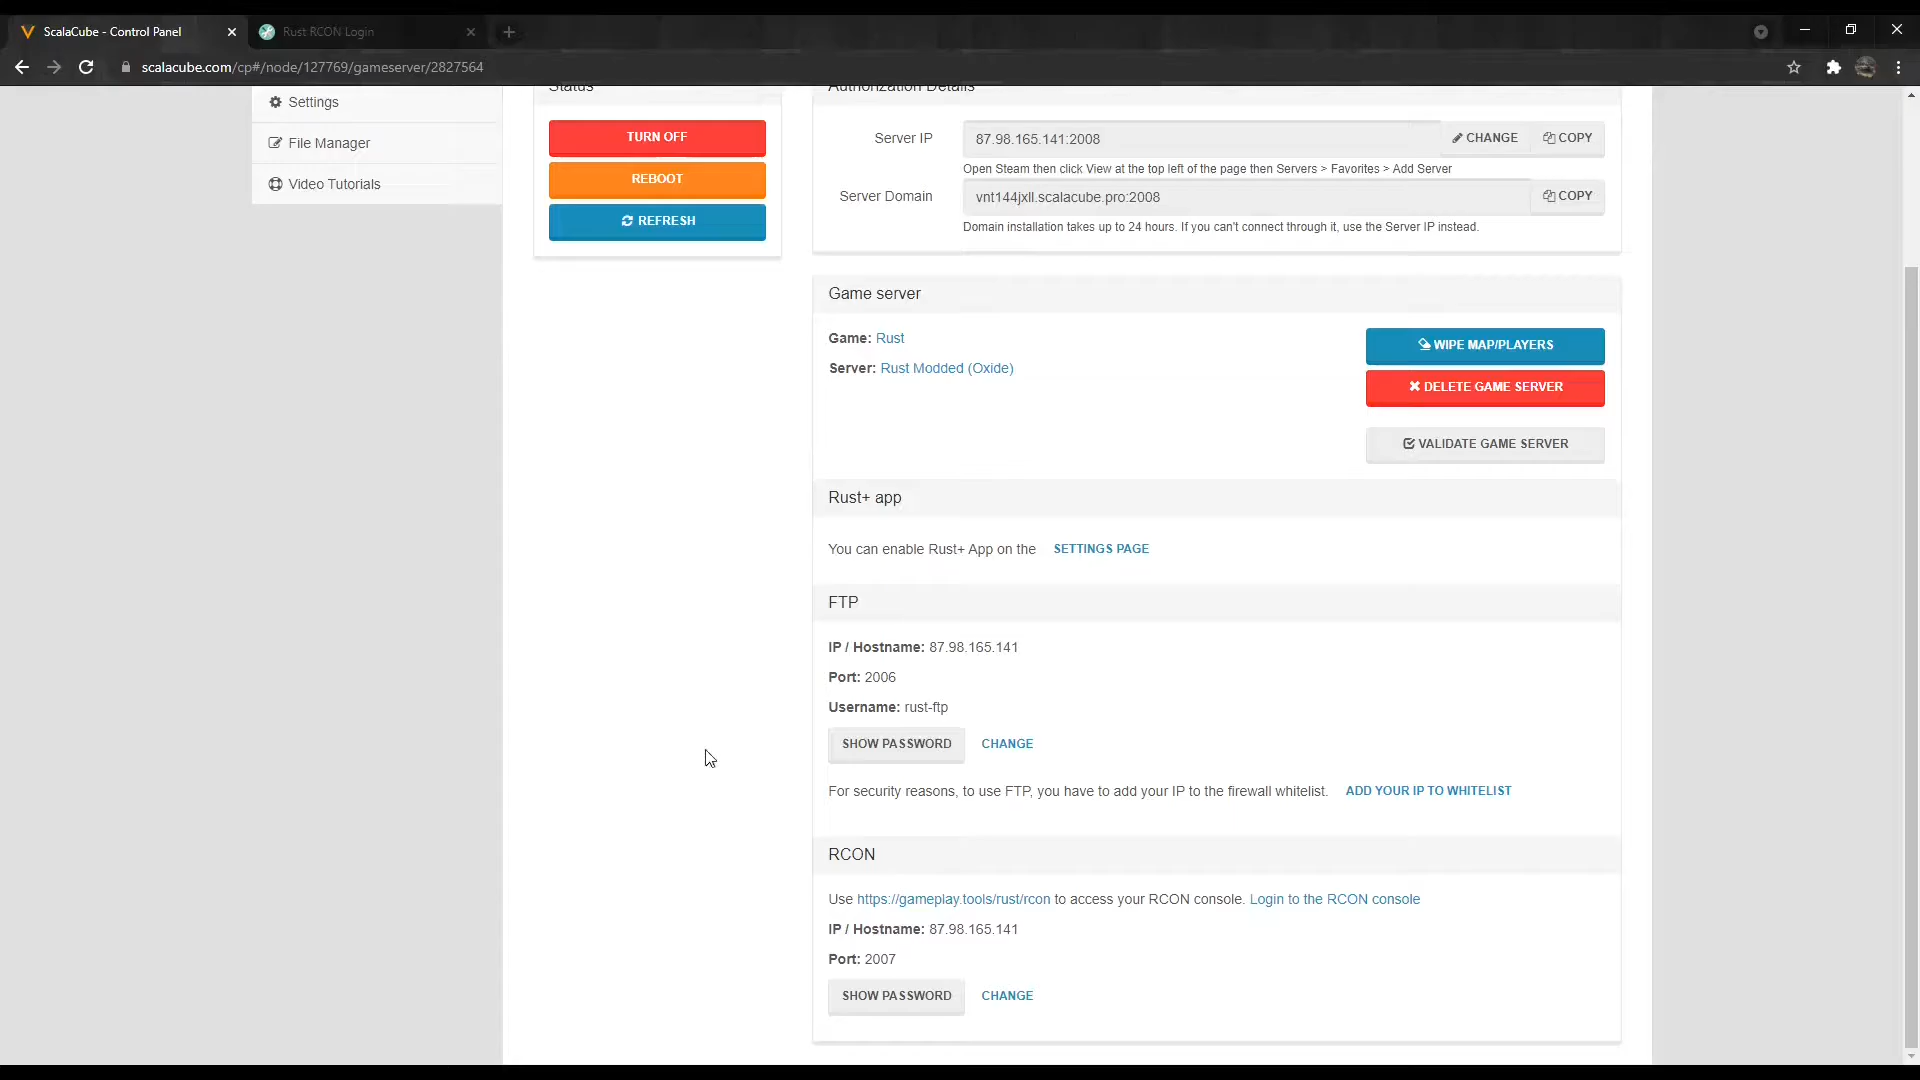 ScalaCube - Control Panel
Rust RCON Login
scalacube.com/cp#/node/127769/gameserver/2827564
Settings
File Manager
Video Tutorials
Status
TURN OFF
REBOOT
REFRESH
Authorization Details
Server IP
87.98.165.141:2008
CHANGE
COPY
Open Steam then click View at the top left of the page then Servers > Favorites > Add Server
Server Domain
vnt144jxll.scalacube.pro:2008
COPY
Domain installation takes up to 24 hours. If you can't connect through it, use the Server IP instead.
Game server
Game: Rust
Server: Rust Modded (Oxide)
WIPE MAP/PLAYERS
DELETE GAME SERVER
VALIDATE GAME SERVER
Rust+ app
You can enable Rust+ App on the SETTINGS PAGE
FTP
IP / Hostname: 87.98.165.141
Port: 2006
Username: rust-ftp
SHOW PASSWORD CHANGE
For security reasons, to use FTP, you have to add your IP to the firewall whitelist. ADD YOUR IP TO WHITELIST
RCON
Use https://gameplay.tools/rust/rcon to access your RCON console. Login to the RCON console
IP / Hostname: 87.98.165.141
Port: 2007
SHOW PASSWORD CHANGE